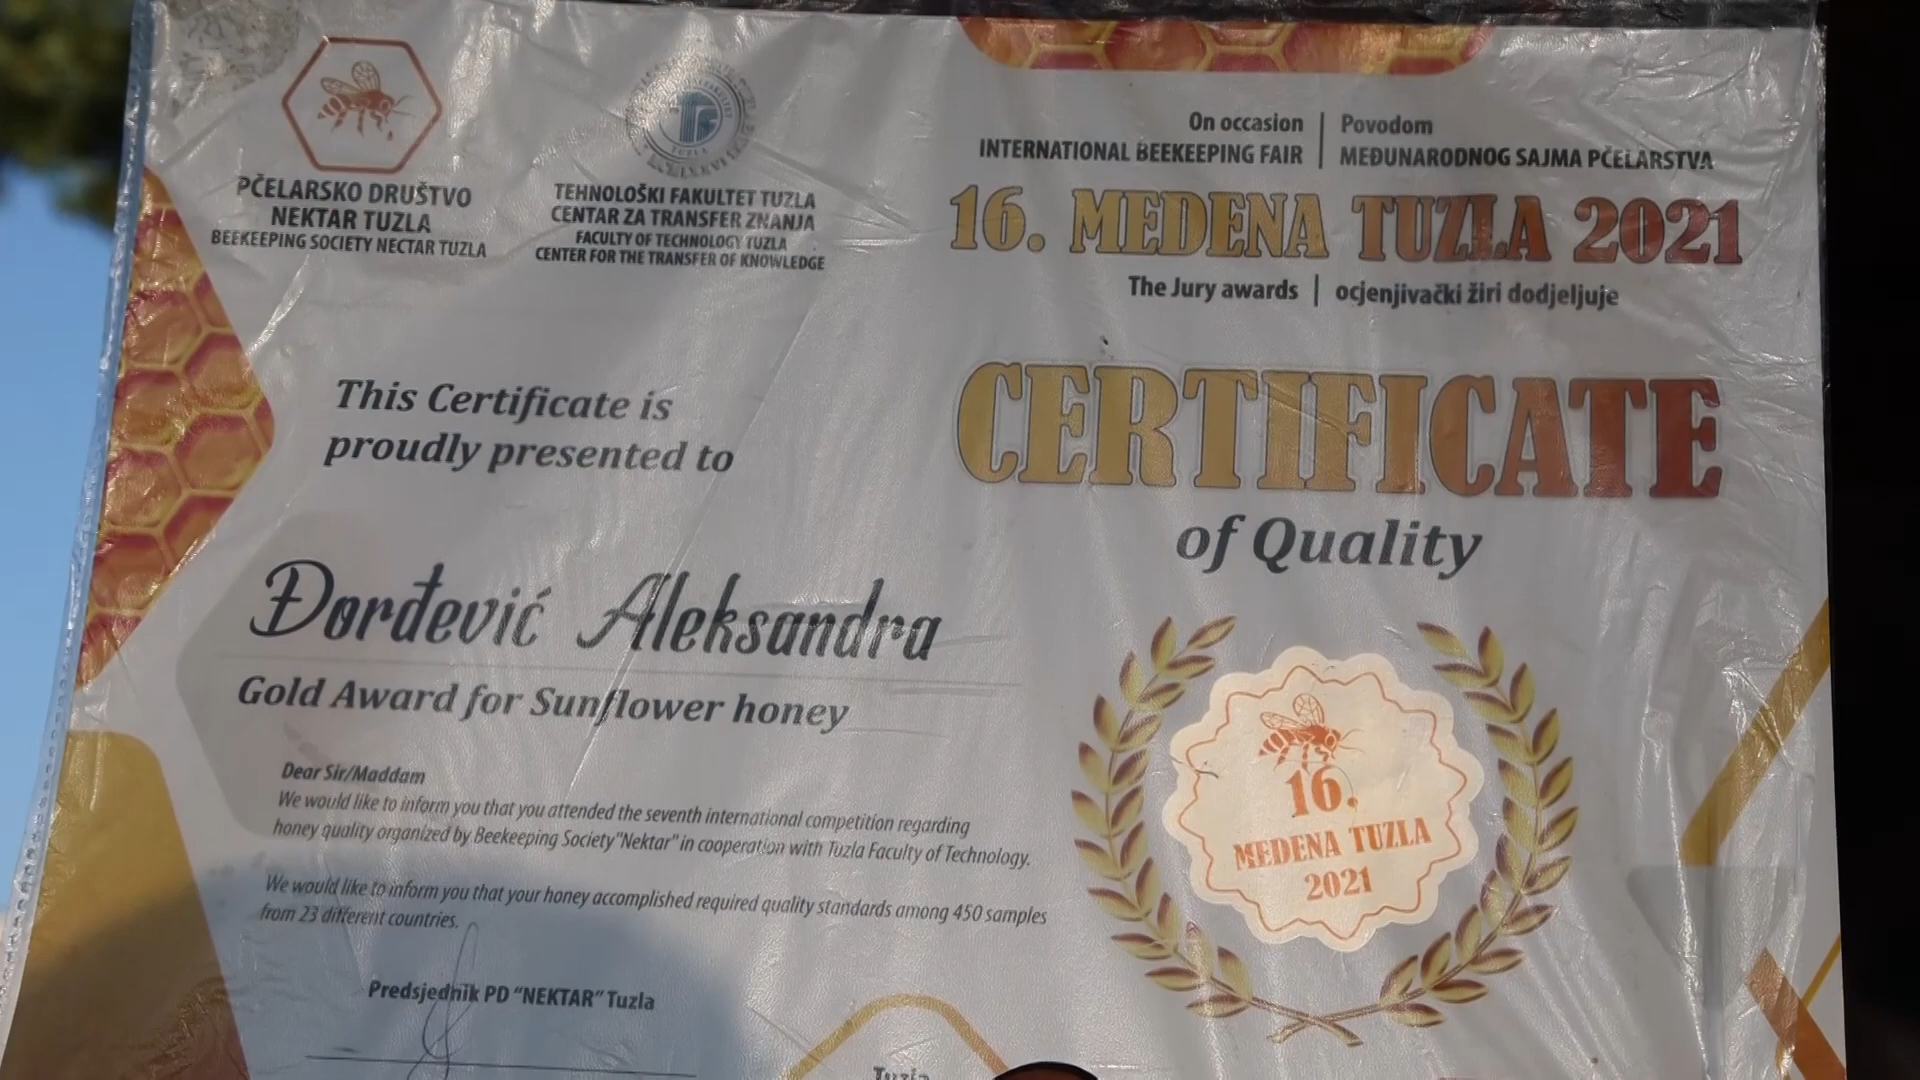 PČELARSKO DRUŠTVO
NEKTAR TUZLA
BEEKEEPING SOCIETY NECTAR TUZLA
TUZLA
TEHNOLOŠKI FAKULTET TUZLA
CENTAR ZA TRANSFER ZNANJA
FACULTY OF TECHNOLOGY TUZLA
CENTER FOR THE TRANSFER OF KNOWLEDGE
On occasion | Povodom
INTERNATIONAL BEEKEEPING FAIR | MEĐUNARODNOG SAJMA PČELARSTVA
16. MEDENA TUZLA 2021
The Jury awards | ocjenjivački žiri dodjeljuje
CERTIFICATE
of Quality
This Certificate is
proudly presented to
Đorđević Aleksandra
Gold Award for Sunflower honey
Dear Sir/Maddam
We would like to inform you that you attended the seventh international competition regarding
honey quality organized by Beekeeping Society"Nektar" in cooperation with Tuzla Faculty of Technology.
We would like to inform you that your honey accomplished required quality standards among 450 samples
from 23 different countries.
Predsjednik PD "NEKTAR" Tuzla
16.
MEDENA TUZLA
2021
Tuzla